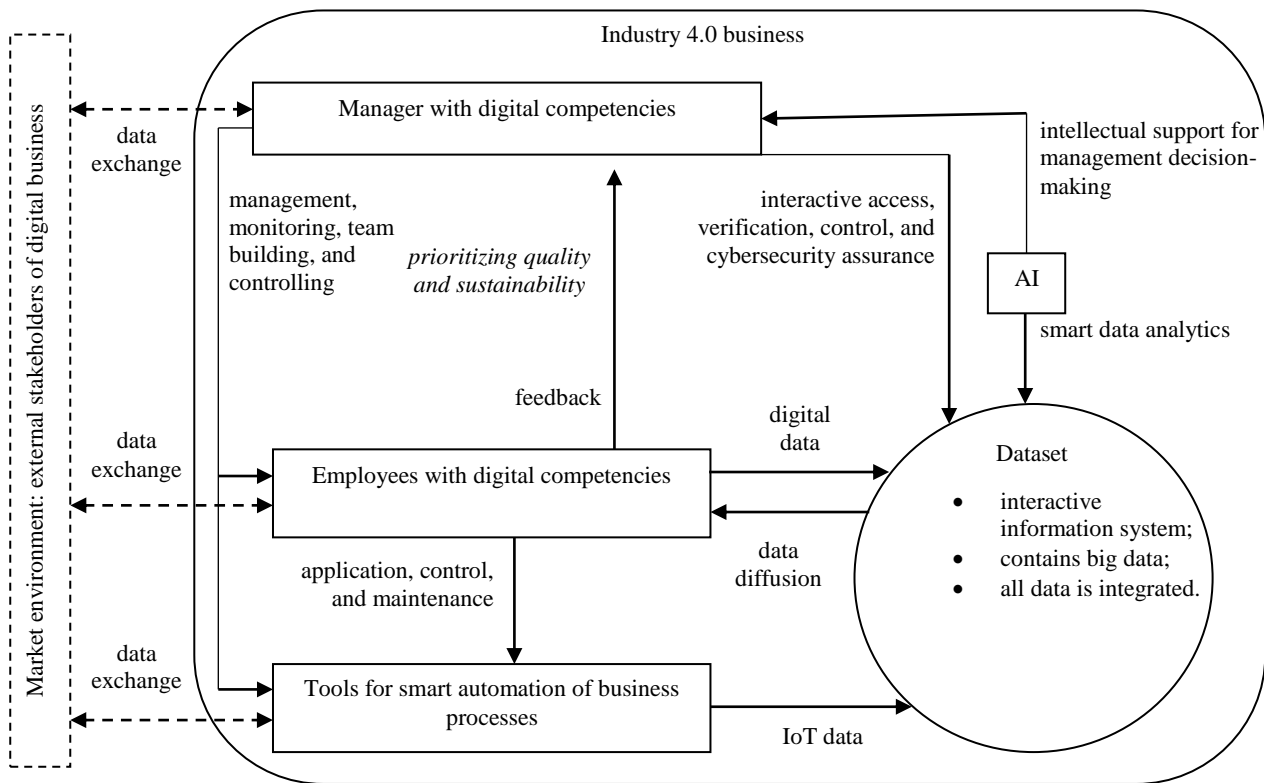 Industry 4.0 business
Market environment: external stakeholders of digital business
Manager with digital competencies
data
exchange
intellectual support for
management decision-
making
management,
monitoring, team
building, and
controlling
prioritizing quality
and sustainability
interactive access,
verification, control, and
cybersecurity assurance
AI
smart data analytics
feedback
digital
data
data
exchange
Employees with digital competencies
Dataset
• interactive
information system;
• contains big data;
• all data is integrated.
data
diffusion
application, control,
and maintenance
data
exchange
Tools for smart automation of business
processes
IoT data